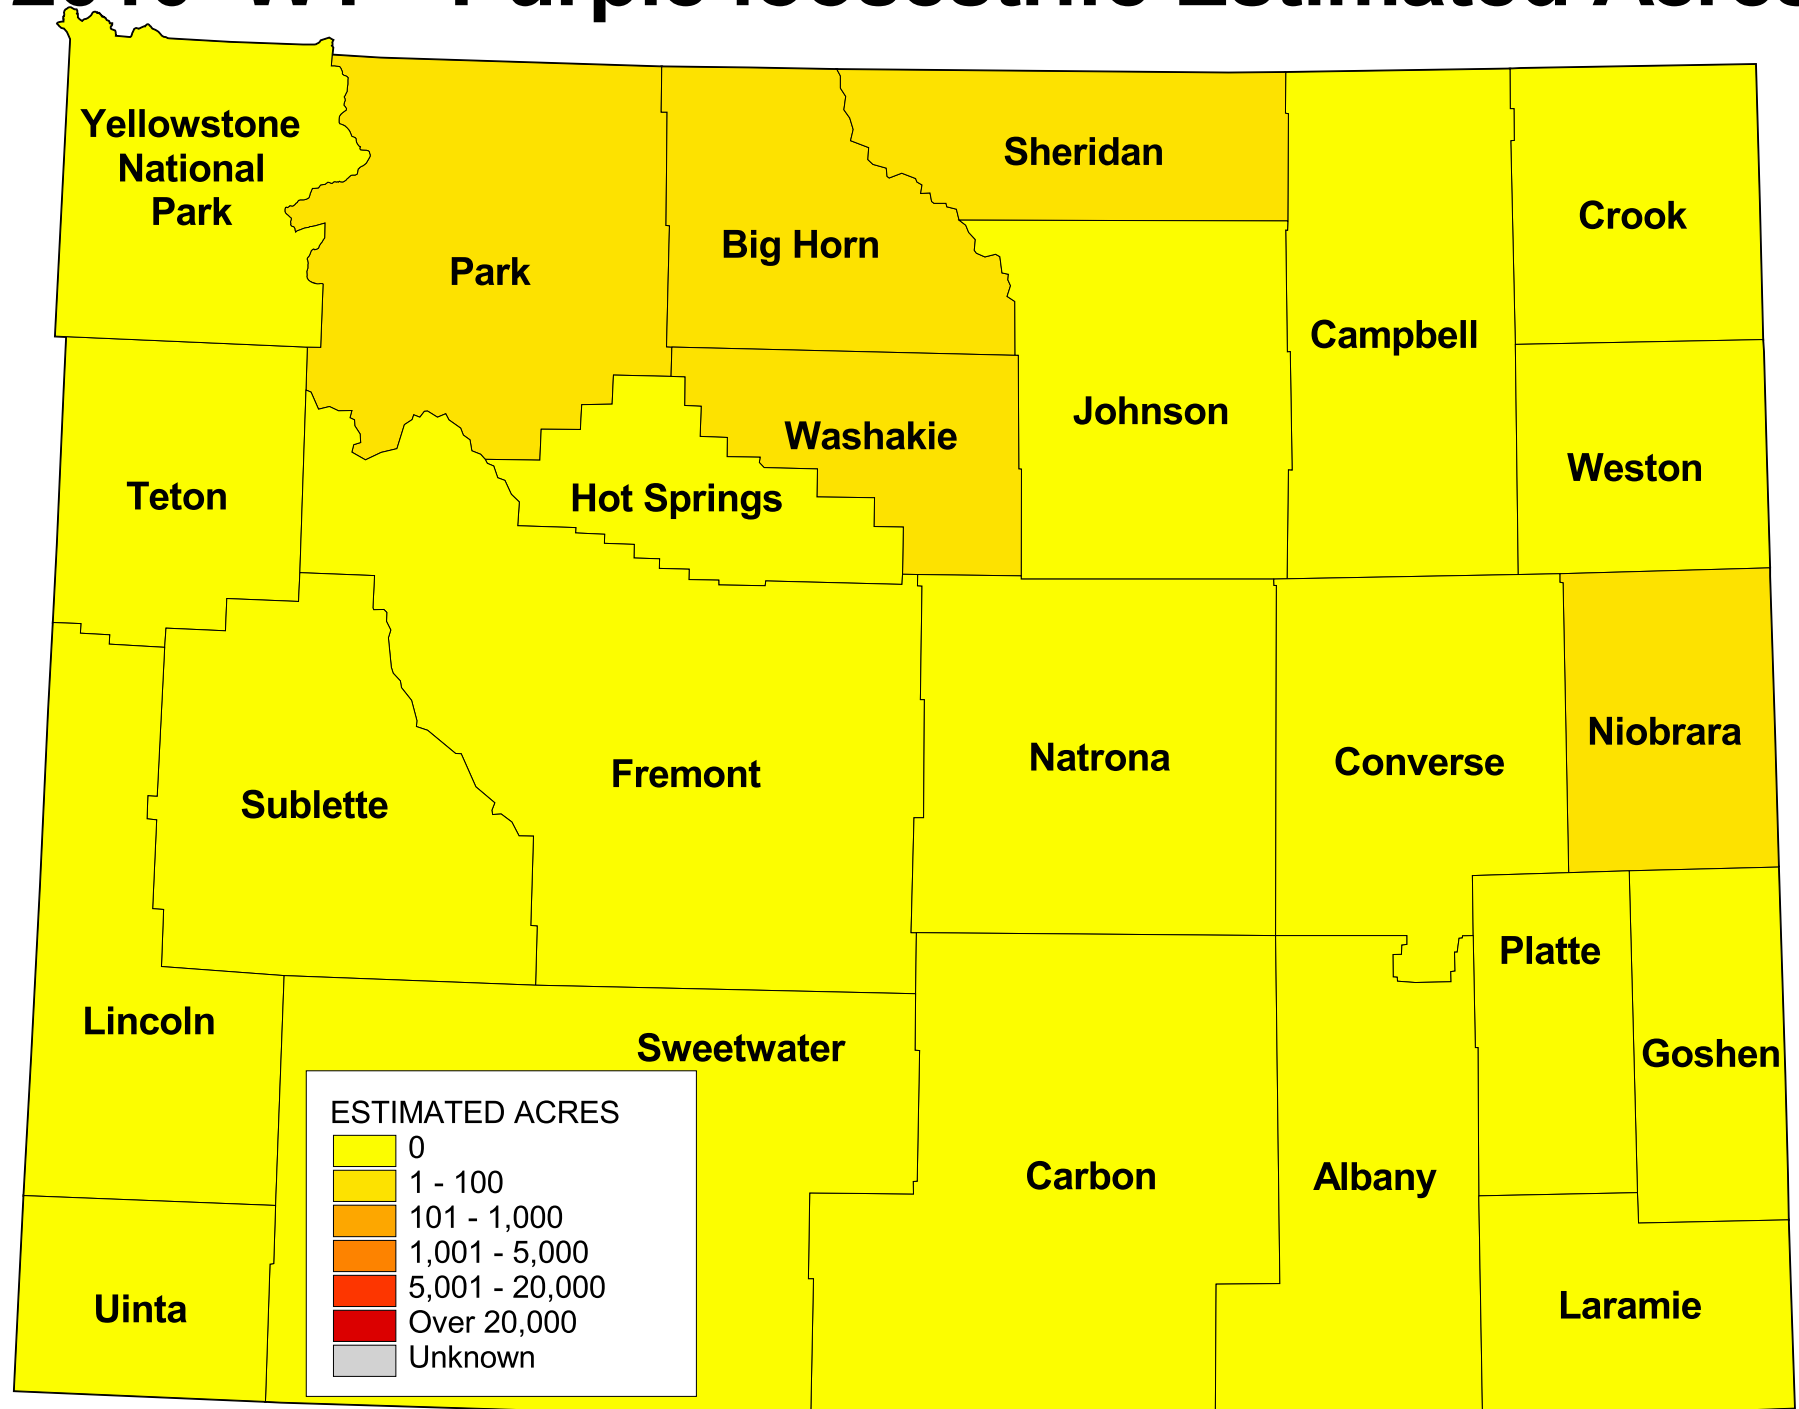 Yellowstone
National
Park
Park
Big Horn
Sheridan
Campbell
Crook
Johnson
Washakie
Weston
Teton
Hot Springs
Niobrara
Natrona
Converse
Fremont
Sublette
Platte
Lincoln
Sweetwater
Goshen
Carbon
Albany
Uinta
Laramie
ESTIMATED ACRES
0
1 - 100
101 - 1,000
1,001 - 5,000
5,001 - 20,000
Over 20,000
Unknown